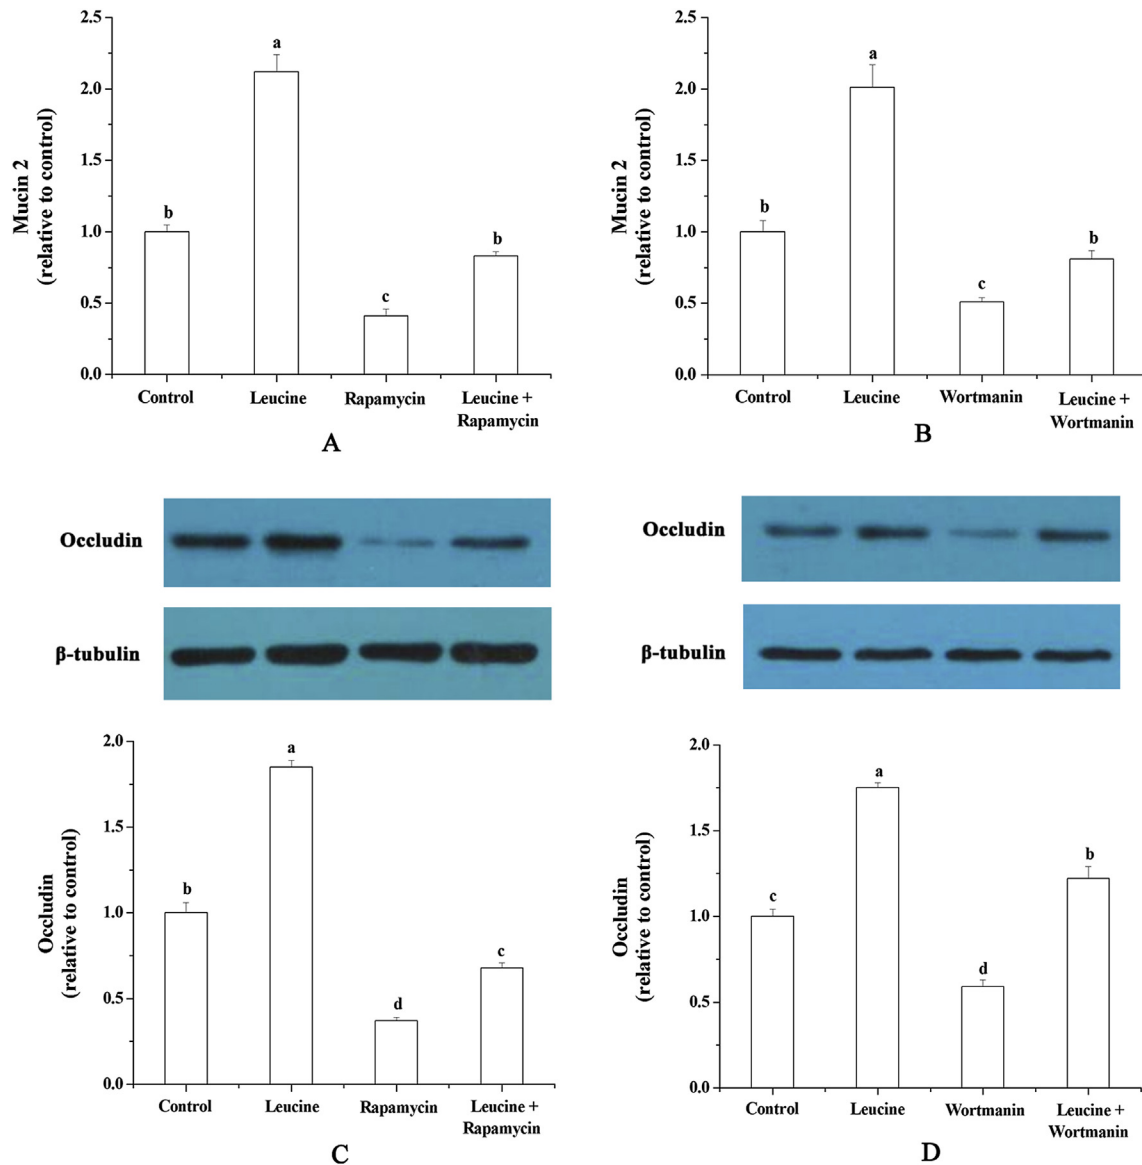 2.5
2.0
1.5
1.0
0.5
0.0
Mucin 2
(relative to control)
b
a
c
b
Control
Leucine
Rapamycin
Leucine +
Rapamycin
A
2.5
2.0
1.5
1.0
0.5
0.0
Mucin 2
(relative to control)
b
a
c
b
Control
Leucine
Wortmanin
Leucine +
Wortmanin
B
Occludin
β-tubulin
Occludin
β-tubulin
2.0
1.5
1.0
0.5
0.0
Occludin
(relative to control)
b
a
d
c
Control
Leucine
Rapamycin
Leucine +
Rapamycin
C
2.0
1.5
1.0
0.5
0.0
Occludin
(relative to control)
c
a
d
b
Control
Leucine
Wortmanin
Leucine +
Wortmanin
D